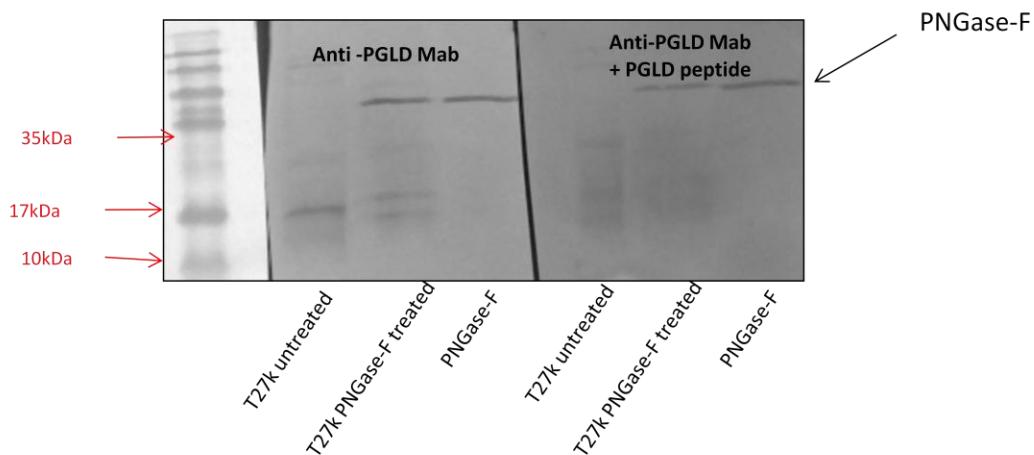 PNGase-F
Anti -PGLD Mab
Anti-PGLD Mab
+ PGLD peptide
35kDa
17kDa
10kDa
T27k untreated
T27k PNGase-F treated
PNGase-F
T27k untreated
T27k PNGase-F treated
PNGase-F